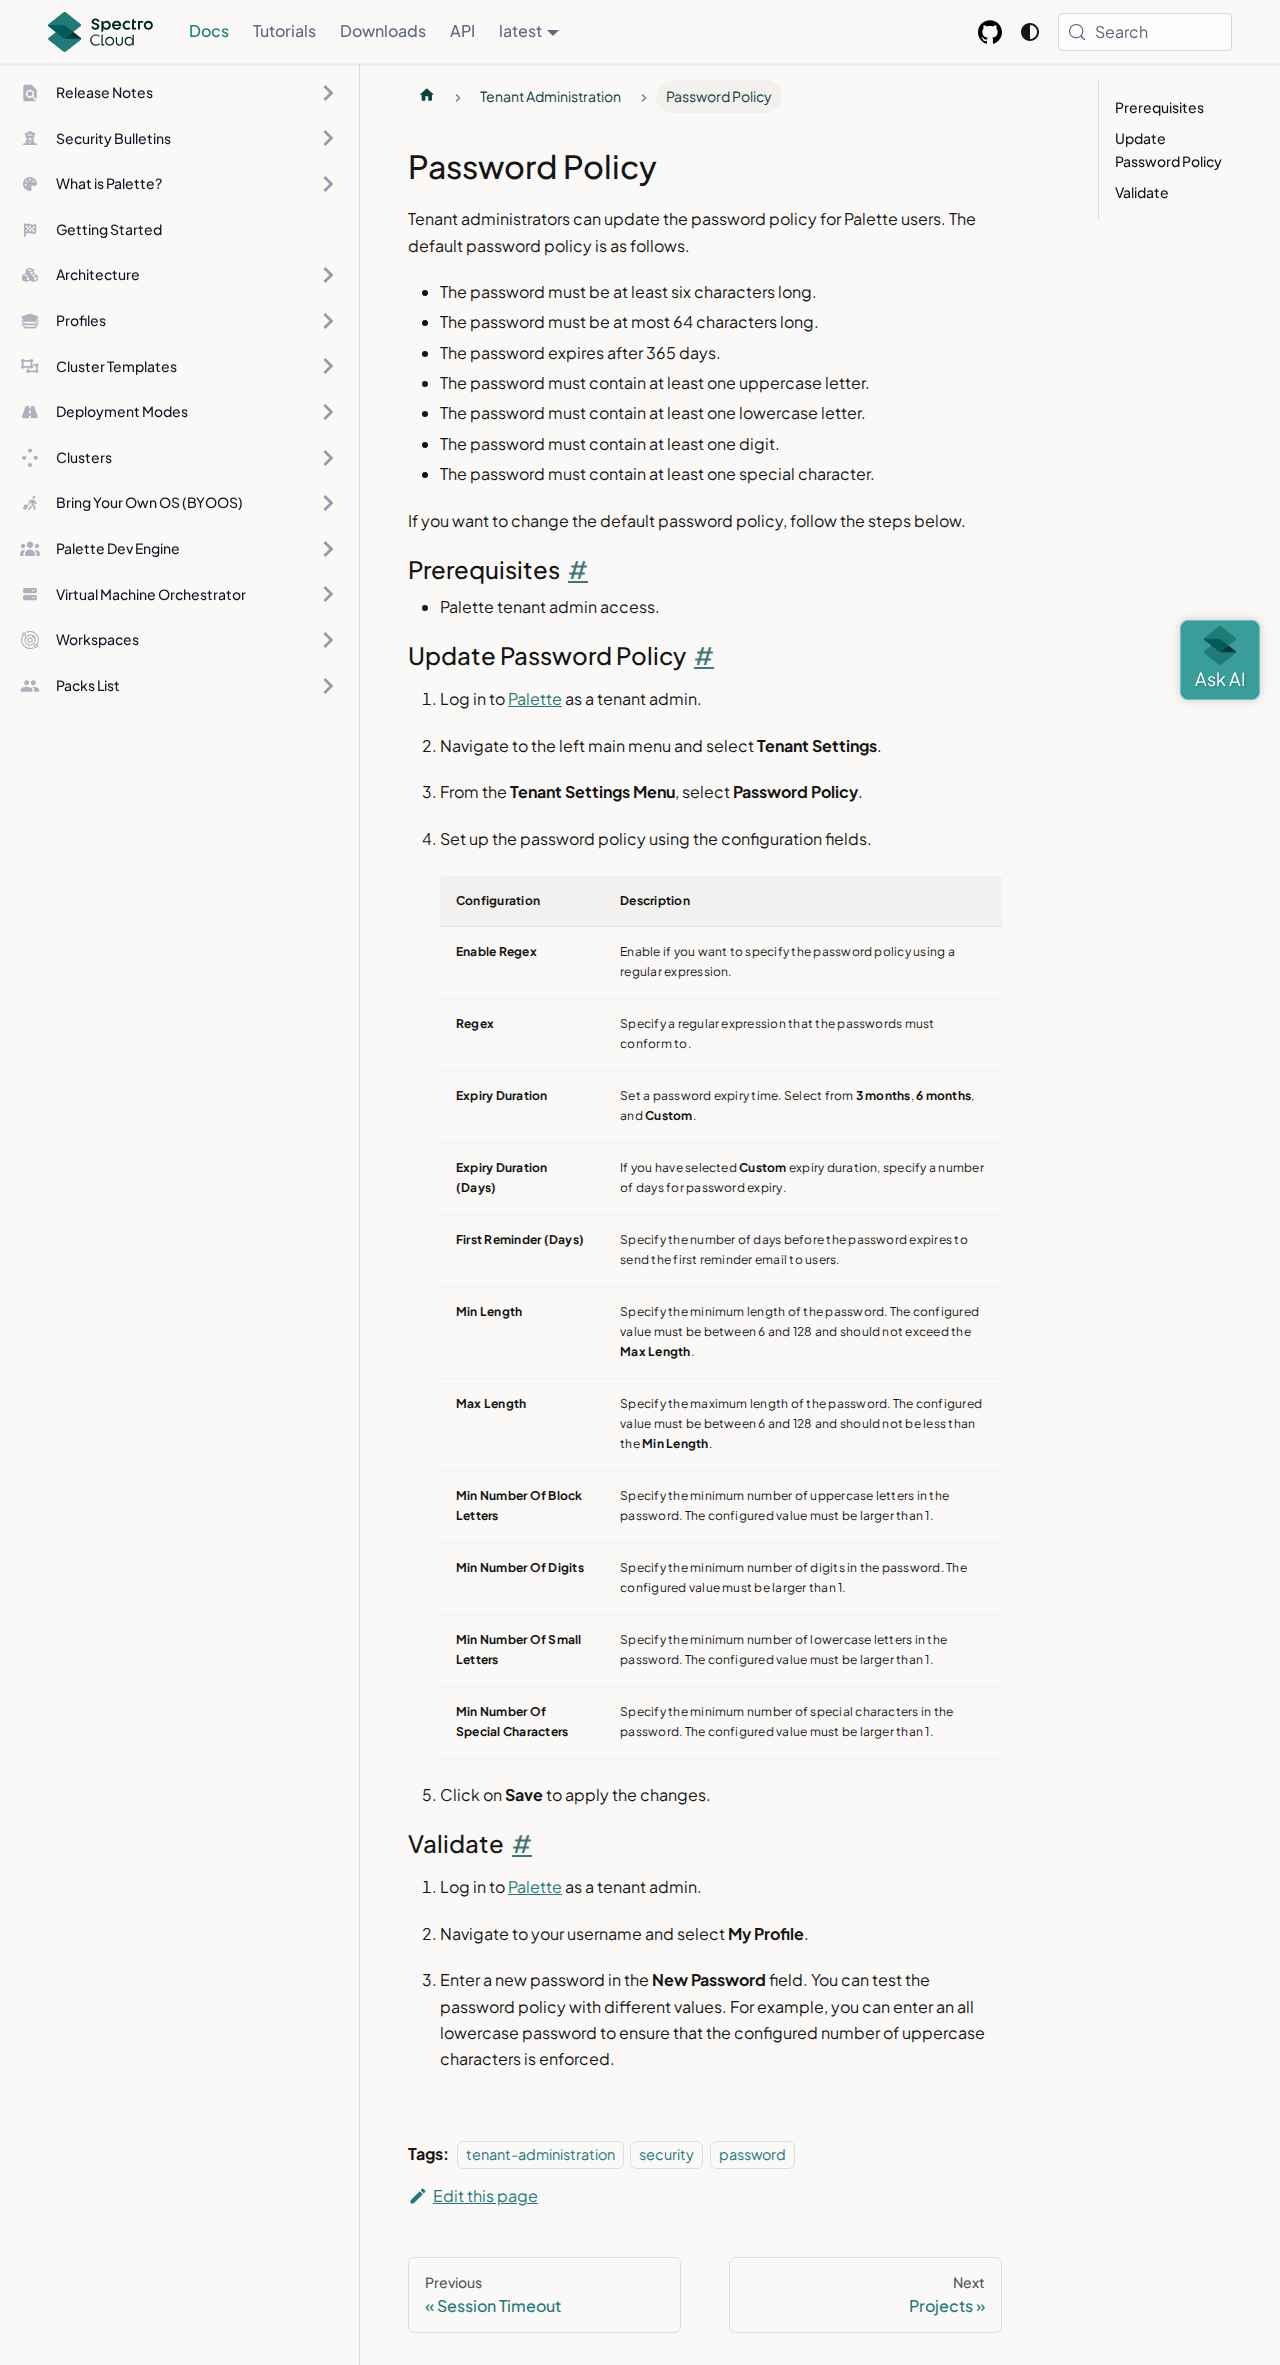 Spectro Cloud
Docs
Tutorials
Downloads
API
latest
Search
Release Notes
Security Bulletins
What is Palette?
Getting Started
Architecture
Profiles
Cluster Templates
Deployment Modes
Clusters
Bring Your Own OS (BYOOS)
Palette Dev Engine
Virtual Machine Orchestrator
Workspaces
Packs List
Tenant Administration
Password Policy
Password Policy
Tenant administrators can update the password policy for Palette users. The
default password policy is as follows.
The password must be at least six characters long.
The password must be at most 64 characters long.
The password expires after 365 days.
The password must contain at least one uppercase letter.
The password must contain at least one lowercase letter.
The password must contain at least one digit.
The password must contain at least one special character.
If you want to change the default password policy, follow the steps below.
Prerequisites #
Palette tenant admin access.
Update Password Policy #
1. Log in to Palette as a tenant admin.
2. Navigate to the left main menu and select Tenant Settings.
3. From the Tenant Settings Menu, select Password Policy.
4. Set up the password policy using the configuration fields.
Configuration Description
Enable Regex Enable if you want to specify the password policy using a
regular expression.
Regex Specify a regular expression that the passwords must
conform to.
Expiry Duration Set a password expiry time. Select from 3 months, 6 months,
and Custom.
Expiry Duration If you have selected Custom expiry duration, specify a number
(Days) of days for password expiry.
First Reminder (Days) Specify the number of days before the password expires to
send the first reminder email to users.
Min Length Specify the minimum length of the password. The configured
value must be between 6 and 128 and should not exceed the
Max Length.
Max Length Specify the maximum length of the password. The configured
value must be between 6 and 128 and should not be less than
the Min Length.
Min Number Of Block Specify the minimum number of uppercase letters in the
Letters password. The configured value must be larger than 1.
Min Number Of Digits Specify the minimum number of digits in the password. The
configured value must be larger than 1.
Min Number Of Small Specify the minimum number of lowercase letters in the
Letters password. The configured value must be larger than 1.
Min Number Of Specify the minimum number of special characters in the
Special Characters password. The configured value must be larger than 1.
5. Click on Save to apply the changes.
Validate #
1. Log in to Palette as a tenant admin.
2. Navigate to your username and select My Profile.
3. Enter a new password in the New Password field. You can test the
password policy with different values. For example, you can enter an all
lowercase password to ensure that the configured number of uppercase
characters is enforced.
Tags: tenant-administration security password
Edit this page
Previous
« Session Timeout
Next
Projects »
Prerequisites
Update
Password Policy
Validate
Ask AI